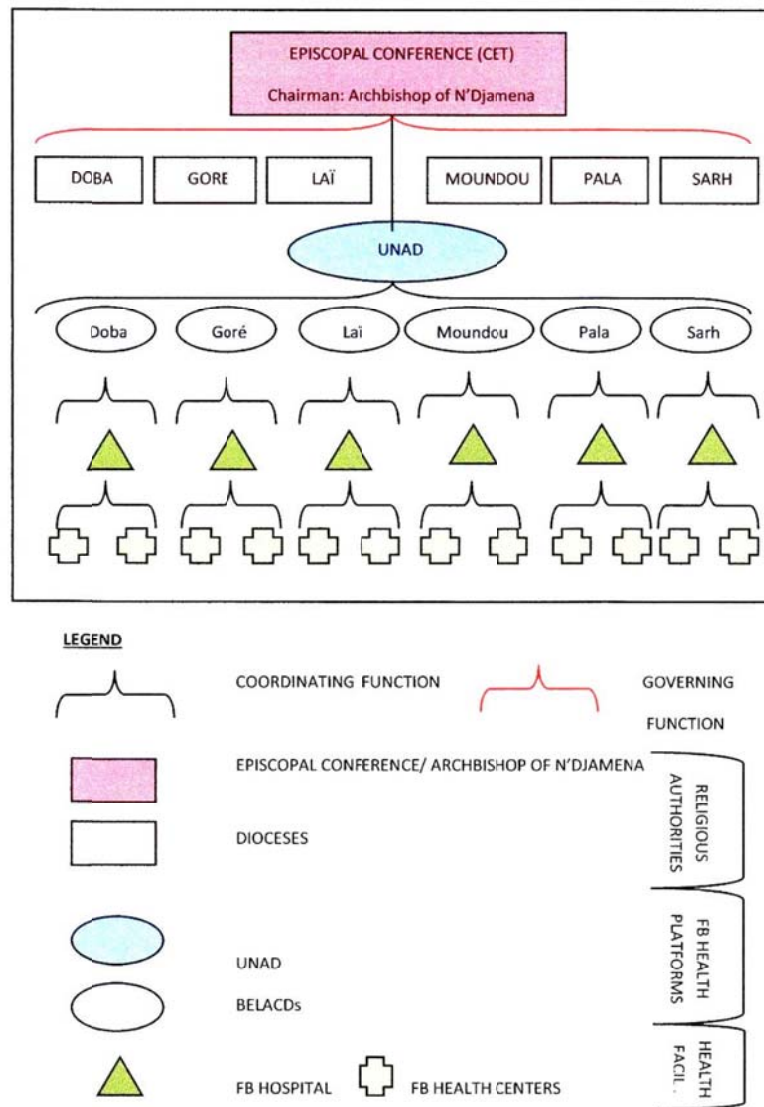 EPISCOPAL CONFERENCE (CET)
Chairman: Archbishop of N'Djamena
DOBA GORE LAÏ MOUNDOU PALA SARH
UNAD
Doba Goré Laï Moundou Pala Sarh
LEGEND
COORDINATING FUNCTION GOVERNING
FUNCTION
EPISCOPAL CONFERENCE/ ARCHBISHOP OF N'DJAMENA
DIOCESES
RELIGIOUS
AUTHORITIES
UNAD
BELACDs
FB HEALTH
PLATFORMS
FB HOSPITAL FB HEALTH CENTERS
HEALTH
FACIL.